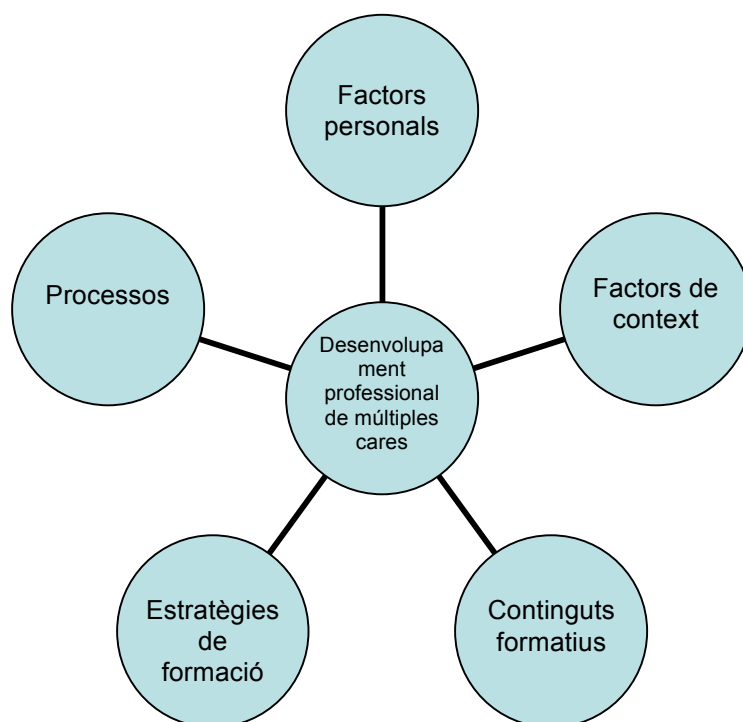 Factors
personals
Processos
Factors de
context
Desenvolupa
ment
professional
de múltiples
cares
Estratègies
de
formació
Continguts
formatius